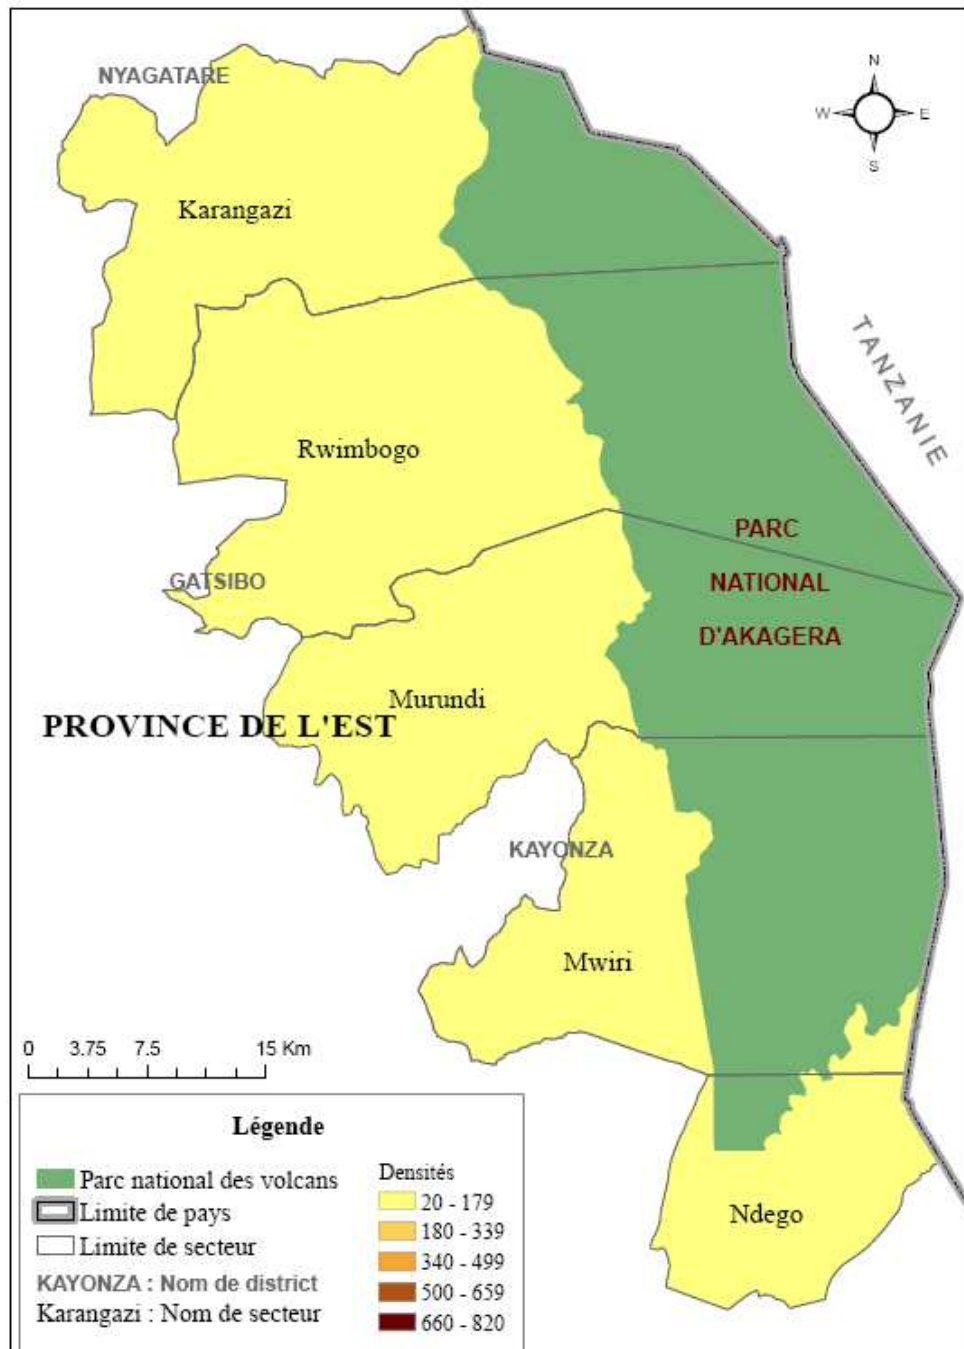 NYAGATARE
N
W
E
S
Karangazi
TANZANIE
Rwimbogo
PARC
NATIONAL
D'AKAGERA
GATSIBO
Murundi
PROVINCE DE L'EST
KAYONZA
Mwiri
0 3.75 7.5 15 Km
Ndego
Légende
Parc national des volcans
Limite de pays
Limite de secteur
KAYONZA : Nom de district
Karangazi : Nom de secteur
Densités
20 - 179
180 - 339
340 - 499
500 - 659
660 - 820